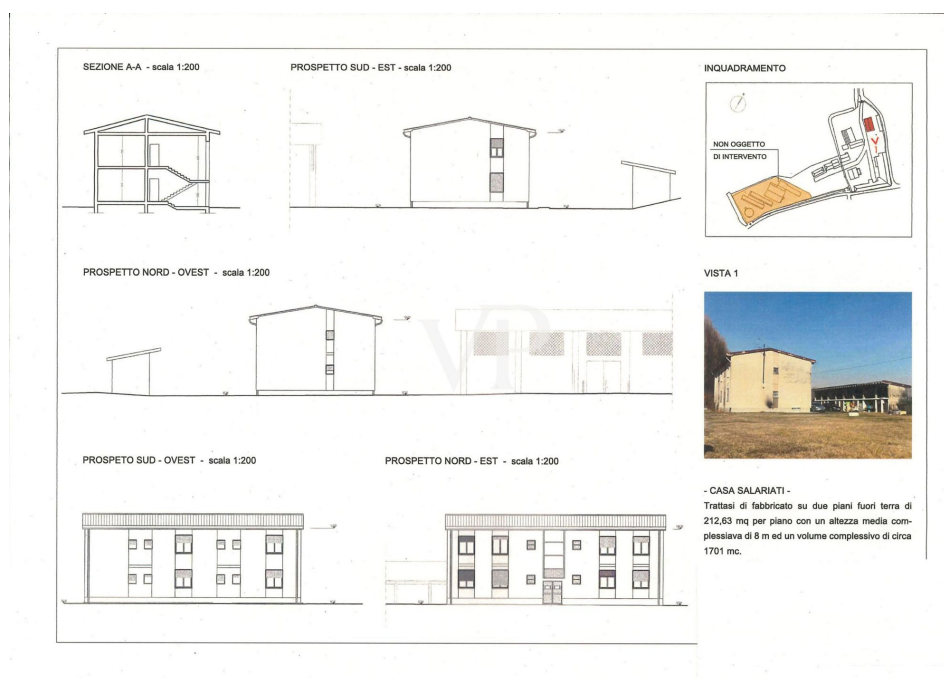 SEZIONE A-A - scala 1:200
PROSPETTO SUD - EST - scala 1:200
INQUADRAMENTO
NON OGGETTO
DI INTERVENTO
V1
PROSPETTO NORD - OVEST - scala 1:200
VISTA 1
VP
PROSPETO SUD - OVEST - scala 1:200
PROSPETTO NORD - EST - scala 1:200
- CASA SALARIATI -
Trattasi di fabbricato su due piani fuori terra di
212,63 mq per piano con un altezza media com-
plessiava di 8 m ed un volume complessivo di circa
1701 mc.